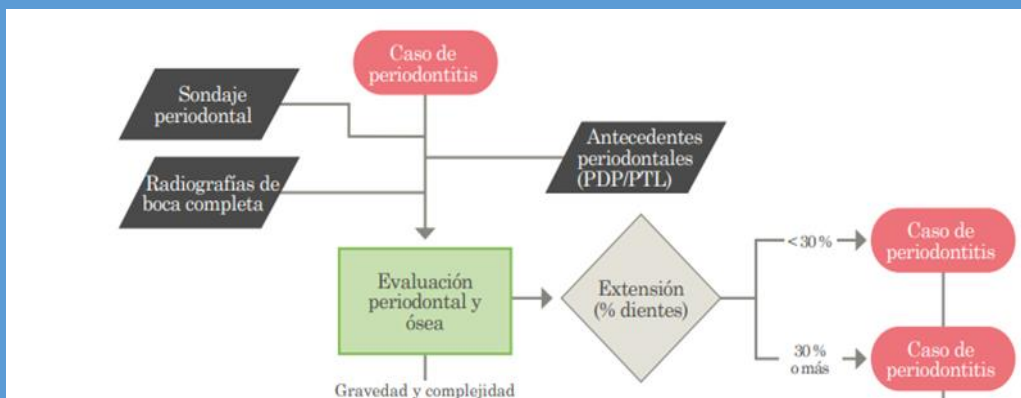 Caso de
periodontitis
Sondaje
periodontal
Antecedentes
periodontales
(PDP/PTL)
Radiografías de
boca completa
Evaluación
periodontal y
ósea
Extensión
(% dientes)
< 30 %
Caso de
periodontitis
30 %
o más
Caso de
periodontitis
Gravedad y complejidad